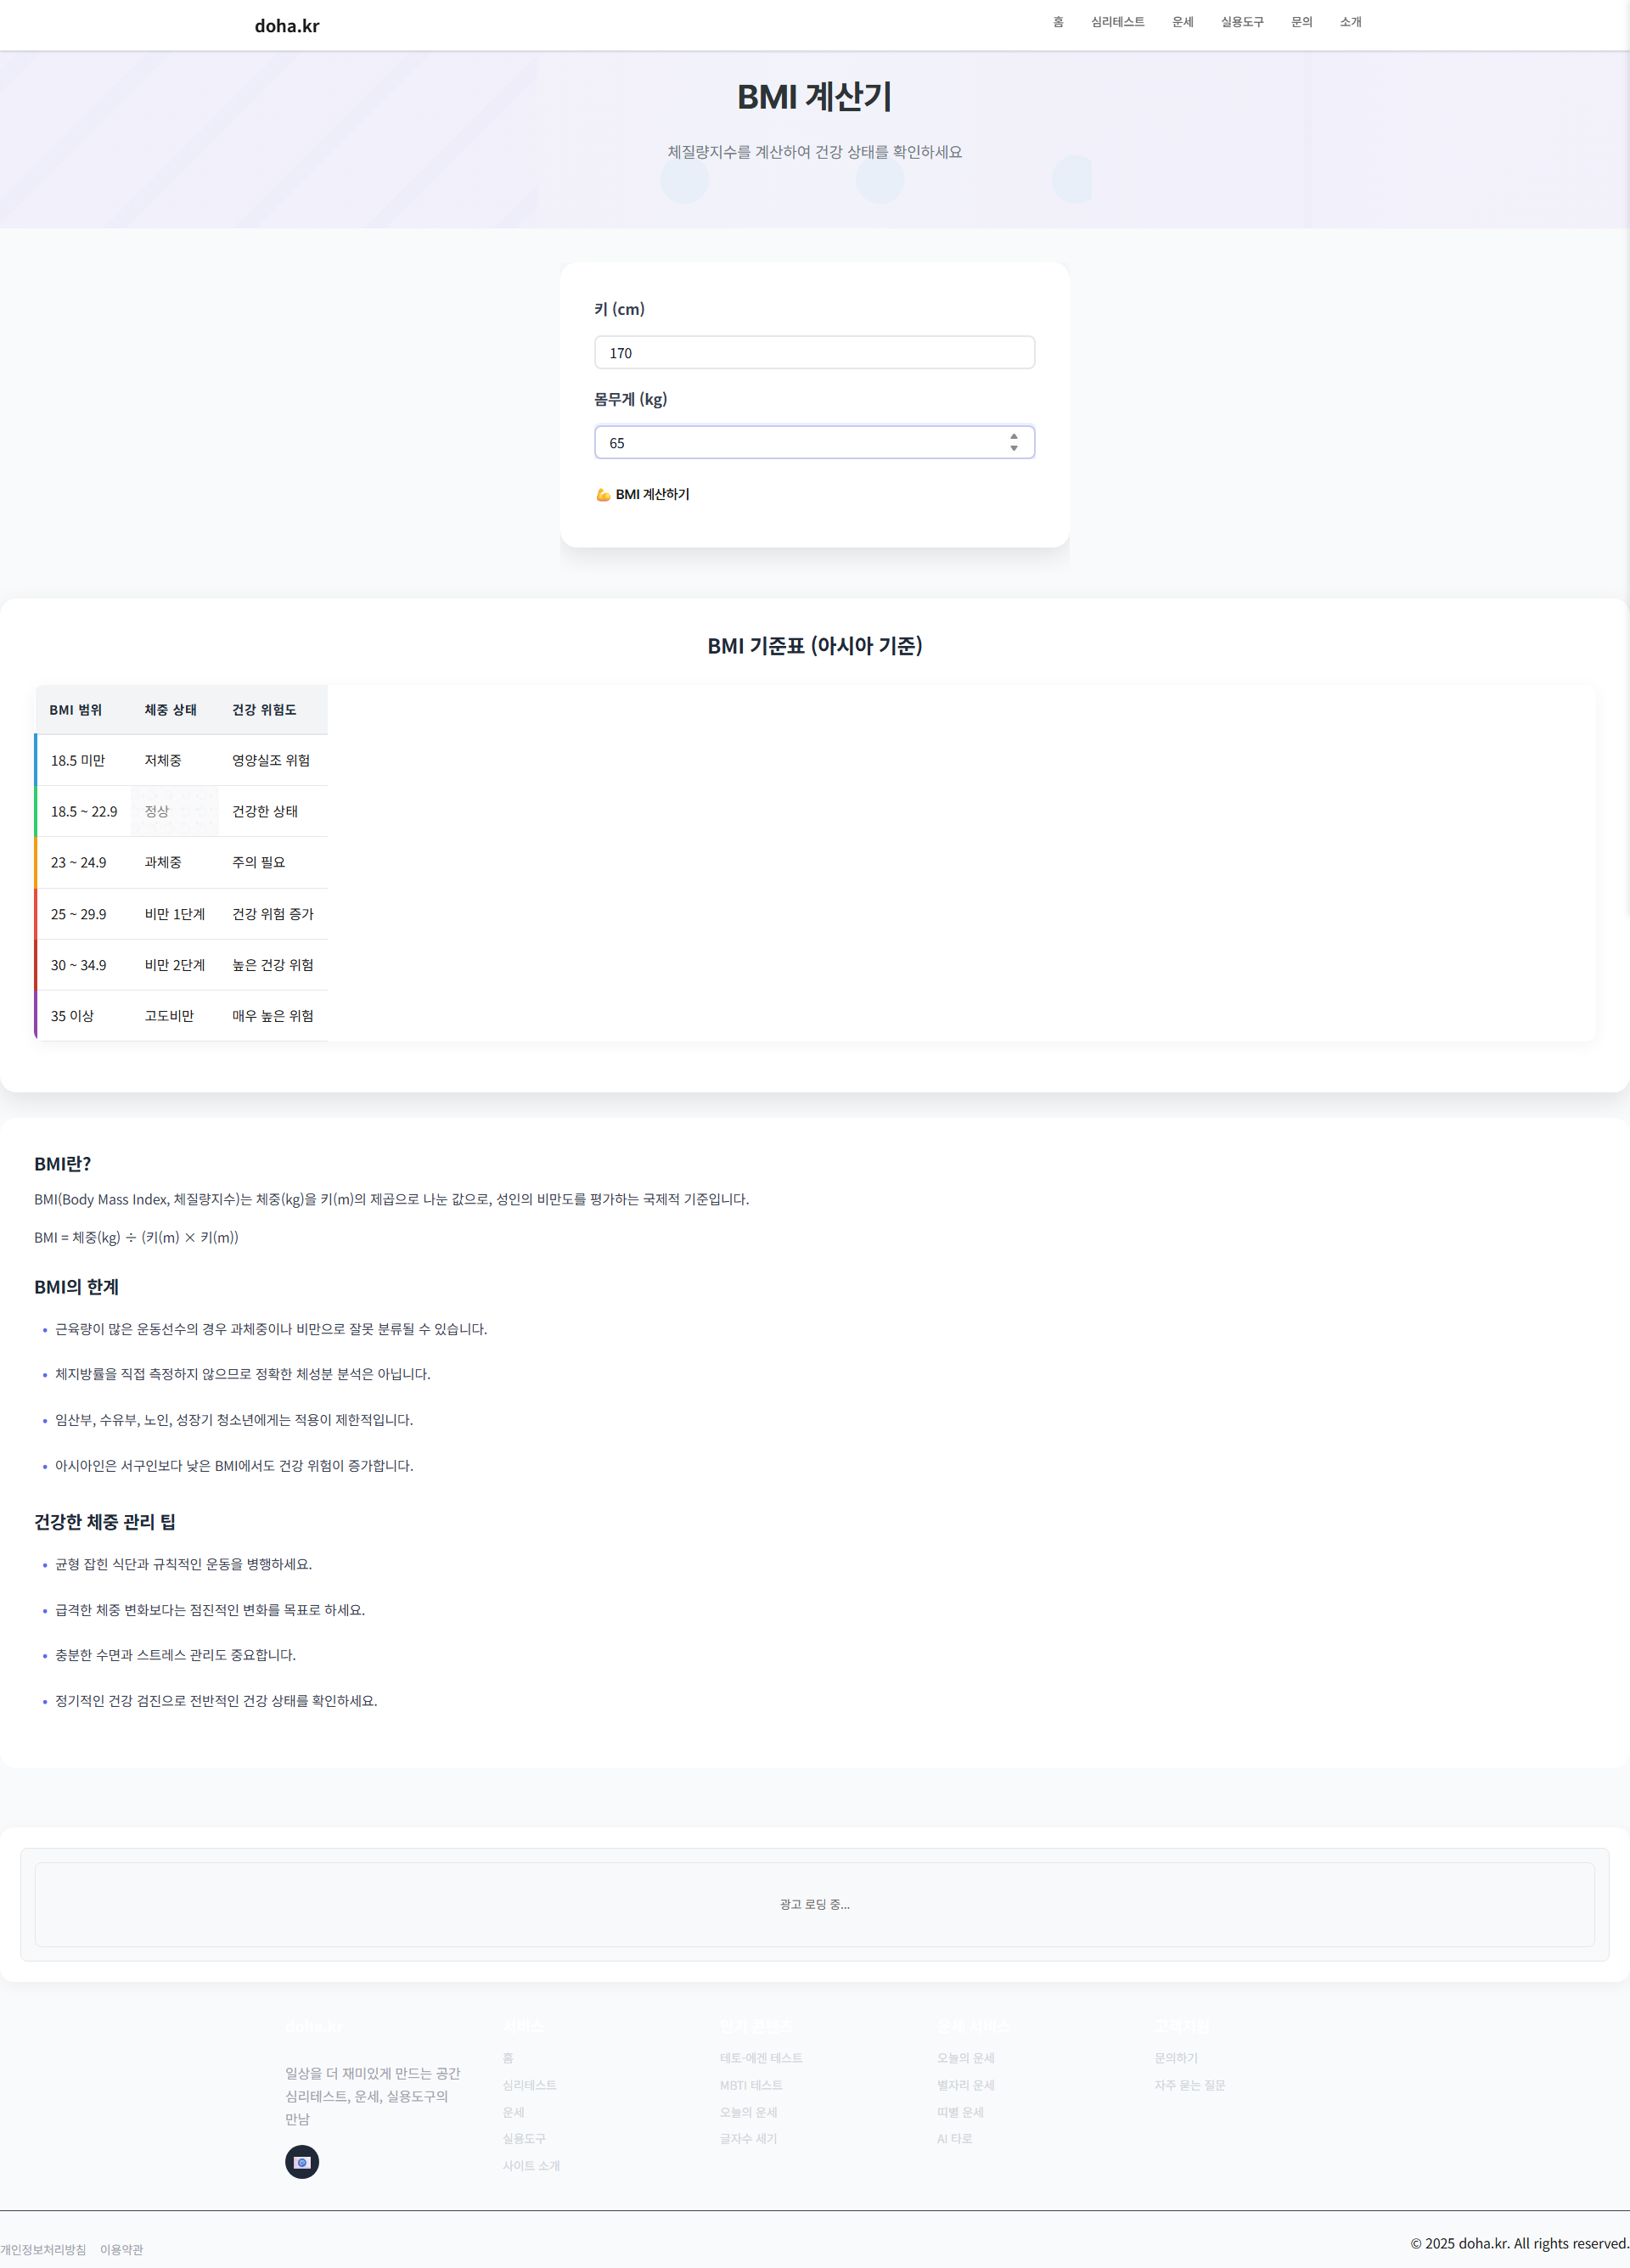 doha.kr
홈 심리테스트 운세 실용도구 문의 소개
BMI 계산기
체질량지수를 계산하여 건강 상태를 확인하세요
키 (cm)
170
몸무게 (kg)
65
💪 BMI 계산하기
BMI 기준표 (아시아 기준)
BMI 범위 체중 상태 건강 위험도
18.5 미만 저체중 영양실조 위험
18.5 ~ 22.9 정상 건강한 상태
23 ~ 24.9 과체중 주의 필요
25 ~ 29.9 비만 1단계 건강 위험 증가
30 ~ 34.9 비만 2단계 높은 건강 위험
35 이상 고도비만 매우 높은 위험
BMI란?
BMI(Body Mass Index, 체질량지수)는 체중(kg)을 키(m)의 제곱으로 나눈 값으로, 성인의 비만도를 평가하는 국제적 기준입니다.
BMI = 체중(kg) ÷ (키(m) × 키(m))
BMI의 한계
• 근육량이 많은 운동선수의 경우 과체중이나 비만으로 잘못 분류될 수 있습니다.
• 체지방률을 직접 측정하지 않으므로 정확한 체성분 분석은 아닙니다.
• 임산부, 수유부, 노인, 성장기 청소년에게는 적용이 제한적입니다.
• 아시아인은 서구인보다 낮은 BMI에서도 건강 위험이 증가합니다.
건강한 체중 관리 팁
• 균형 잡힌 식단과 규칙적인 운동을 병행하세요.
• 급격한 체중 변화보다는 점진적인 변화를 목표로 하세요.
• 충분한 수면과 스트레스 관리도 중요합니다.
• 정기적인 건강 검진으로 전반적인 건강 상태를 확인하세요.
광고 로딩 중...
doha.kr
일상을 더 재미있게 만드는 공간
심리테스트, 운세, 실용도구의
만남
서비스
홈
심리테스트
운세
실용도구
사이트 소개
인기 콘텐츠
테토-에겐 테스트
MBTI 테스트
오늘의 운세
글자수 세기
운세 서비스
오늘의 운세
별자리 운세
띠별 운세
AI 타로
고객지원
문의하기
자주 묻는 질문
개인정보처리방침 이용약관
© 2025 doha.kr. All rights reserved.